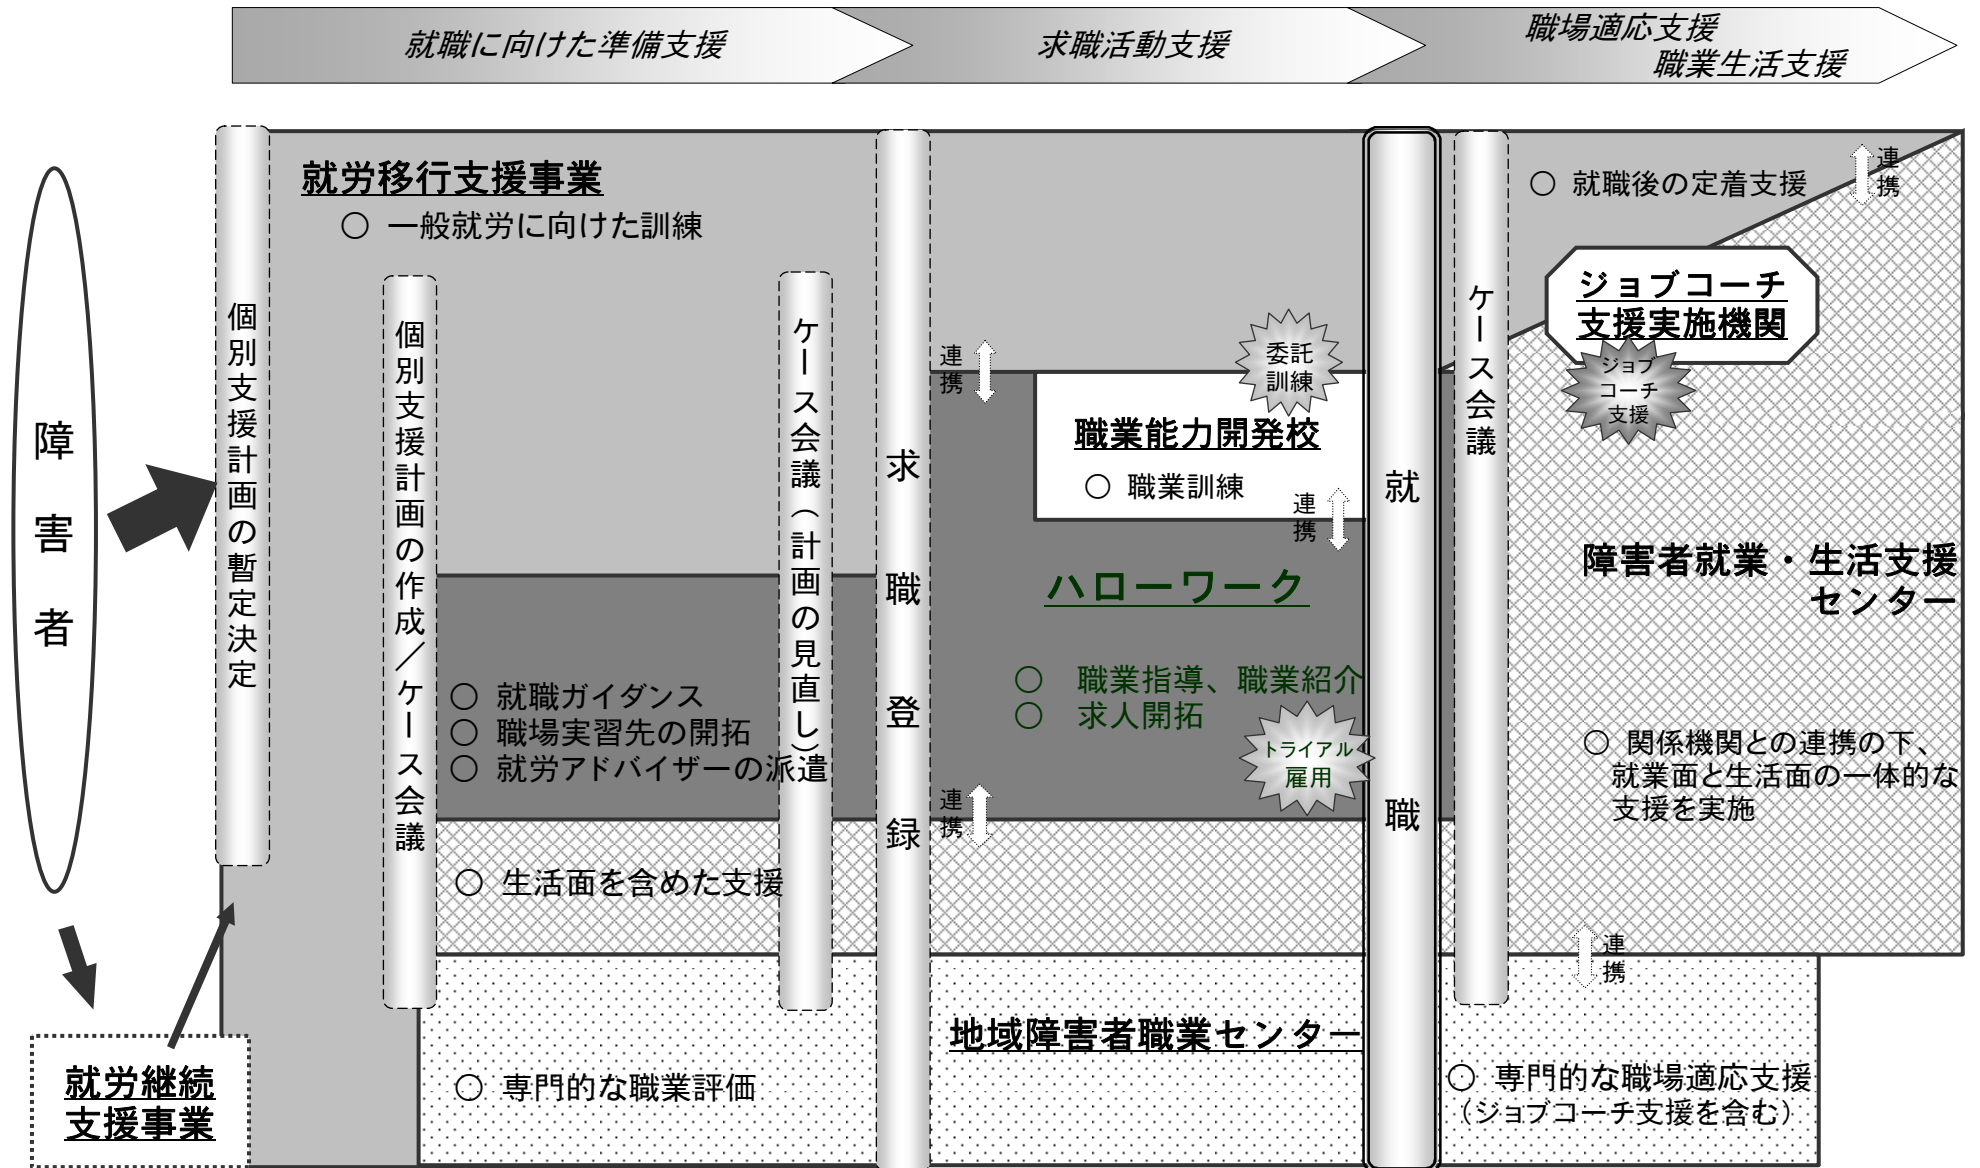 就職に向けた準備支援
求職活動支援
職場適応支援
職業生活支援
障害者
個別支援計画の暫定決定
就労移行支援事業
○ 一般就労に向けた訓練
個別支援計画の作成／ケース会議
ケース会議（計画の見直し）
求職登録
連携
委託
訓練
職業能力開発校
○ 職業訓練
連携
ハローワーク
○ 職業指導、職業紹介
○ 求人開拓
トライアル
雇用
連携
○ 就職ガイダンス
○ 職場実習先の開拓
○ 就労アドバイザーの派遣
○ 生活面を含めた支援
○ 専門的な職業評価
地域障害者職業センター
就職
ケース会議
○ 就職後の定着支援
連携
ジョブコーチ
支援実施機関
ジョブ
コーチ
支援
障害者就業・生活支援
センター
○ 関係機関との連携の下、
就業面と生活面の一体的な
支援を実施
連携
○ 専門的な職場適応支援
（ジョブコーチ支援を含む）
就労継続
支援事業